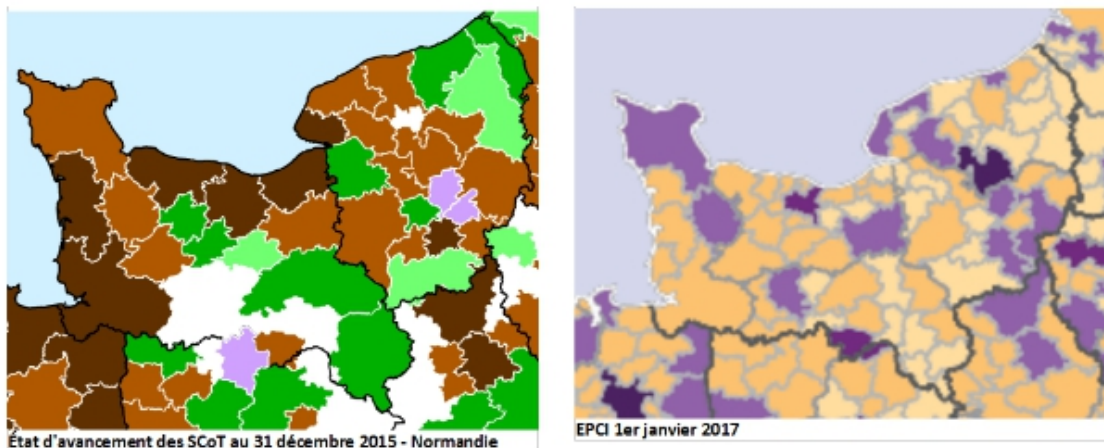 État d'avancement des SCoT au 31 décembre 2015 - Normandie
EPCI 1er janvier 2017